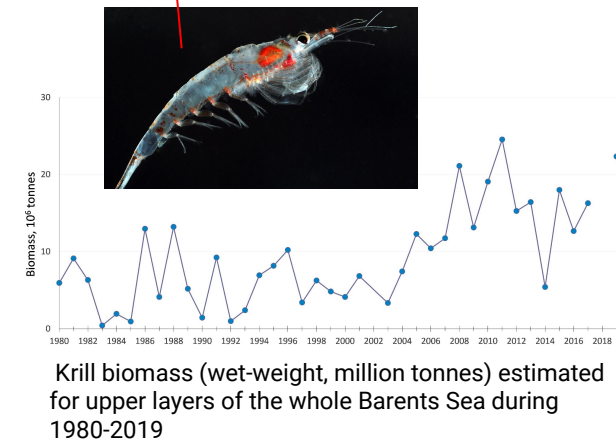 30
20
10
0
Biomass, 10⁶ tonnes
1980 1982 1984 1986 1988 1990 1992 1994 1996 1998 2000 2002 2004 2006 2008 2010 2012 2014 2016 2018
Krill biomass (wet-weight, million tonnes) estimated
for upper layers of the whole Barents Sea during
1980-2019